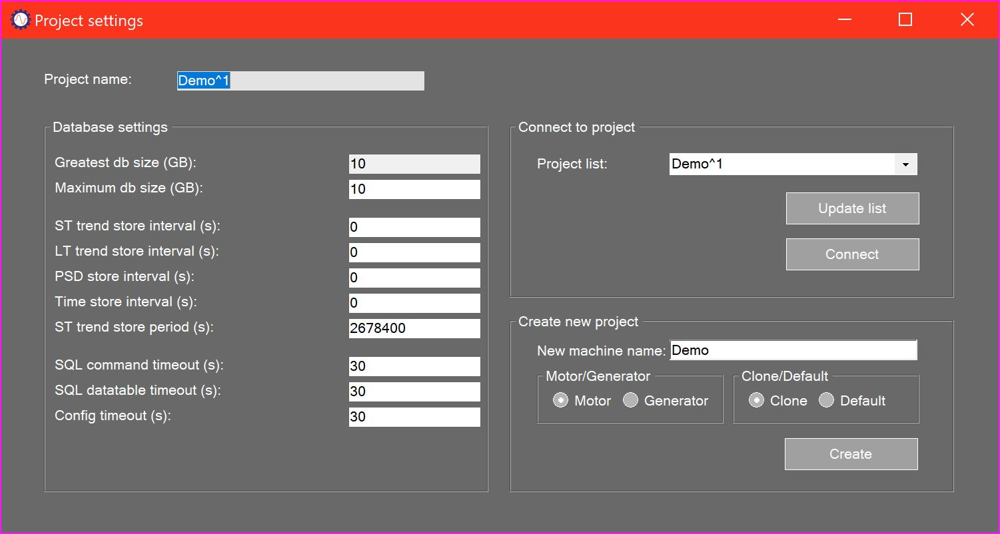 Project settings
Project name: Demo^1
Database settings
Greatest db size (GB): 10
Maximum db size (GB): 10
ST trend store interval (s): 0
LT trend store interval (s): 0
PSD store interval (s): 0
Time store interval (s): 0
ST trend store period (s): 2678400
SQL command timeout (s): 30
SQL datatable timeout (s): 30
Config timeout (s): 30
Connect to project
Project list: Demo^1
Update list
Connect
Create new project
New machine name: Demo
Motor/Generator
Motor Generator
Clone/Default
Clone Default
Create